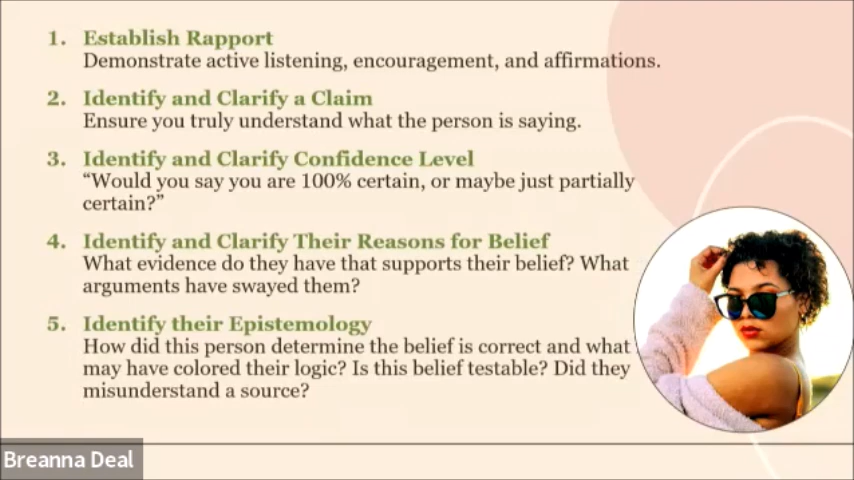 1. Establish Rapport
Demonstrate active listening, encouragement, and affirmations.
2. Identify and Clarify a Claim
Ensure you truly understand what the person is saying.
3. Identify and Clarify Confidence Level
“Would you say you are 100% certain, or maybe just partially
certain?”
4. Identify and Clarify Their Reasons for Belief
What evidence do they have that supports their belief? What
arguments have swayed them?
5. Identify their Epistemology
How did this person determine the belief is correct and what
may have colored their logic? Is this belief testable? Did they
misunderstand a source?
Breanna Deal